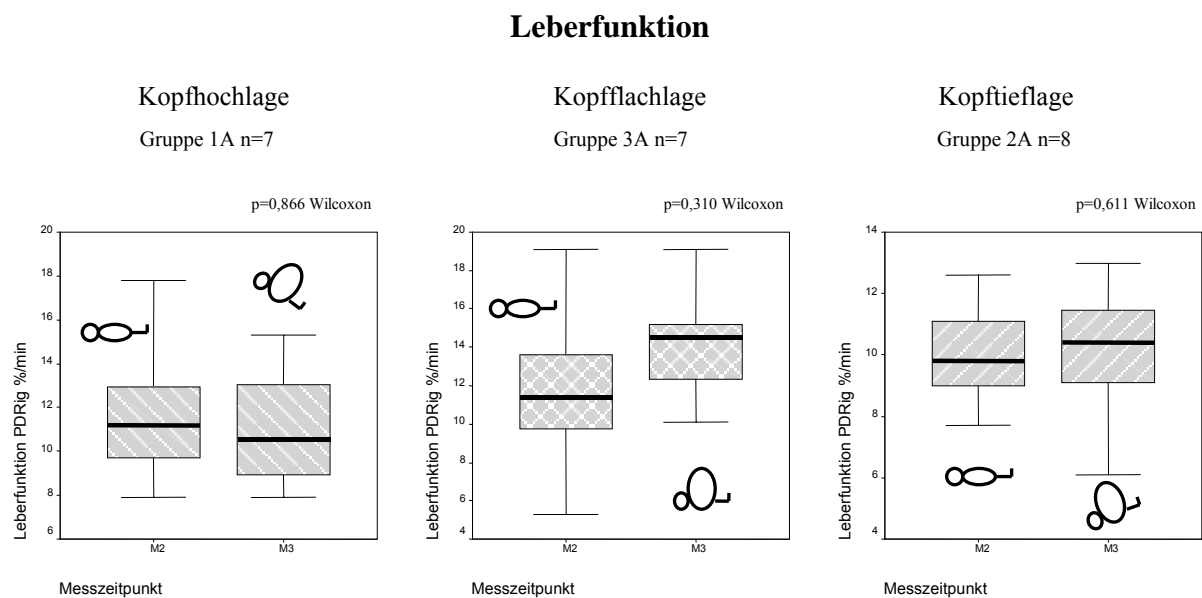 Leberfunktion
Kopfhochlage
Gruppe 1A n=7
p=0,866 Wilcoxon
20
18
16
14
12
10
8
6
Leberfunktion PDRig %/min
M2
M3
Messzeitpunkt
Kopfflachlage
Gruppe 3A n=7
p=0,310 Wilcoxon
20
18
16
14
12
10
8
6
4
Leberfunktion PDRig %/min
M2
M3
Messzeitpunkt
Kopftieflage
Gruppe 2A n=8
p=0,611 Wilcoxon
14
12
10
8
6
4
Leberfunktion PDRig %/min
M2
M3
Messzeitpunkt